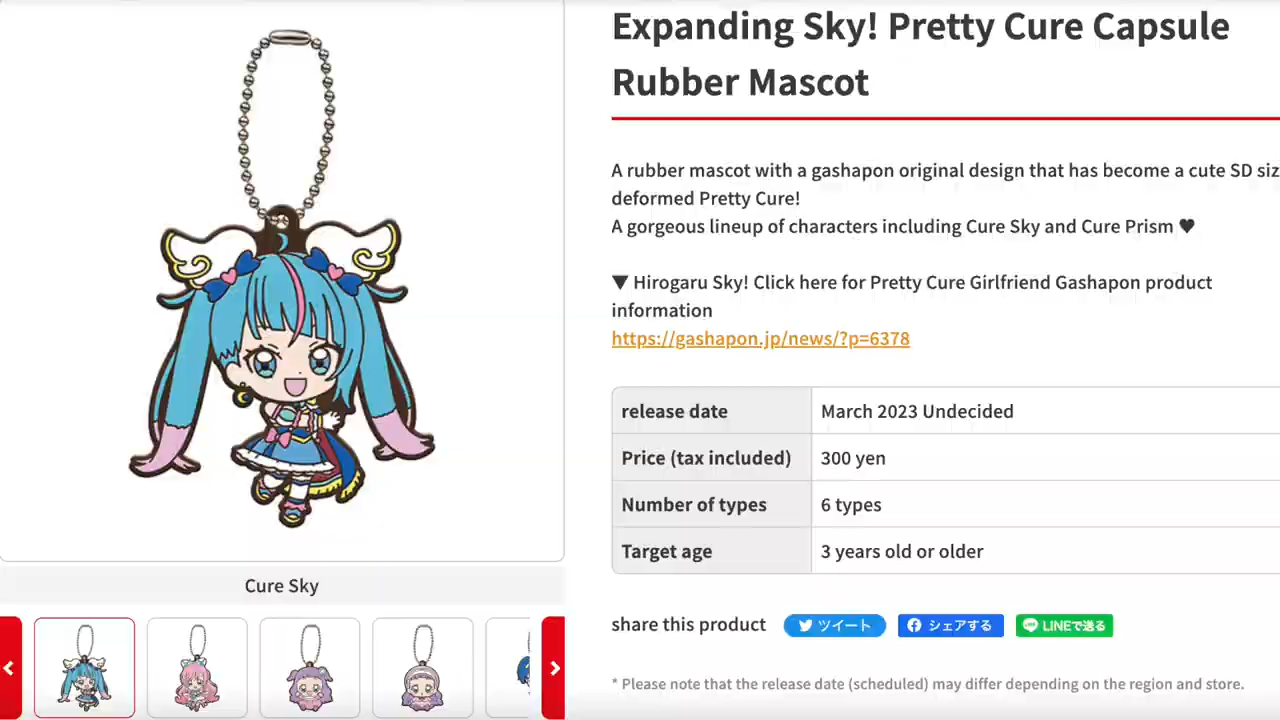 Expanding Sky! Pretty Cure Capsule
Rubber Mascot
A rubber mascot with a gashapon original design that has become a cute SD siz
deformed Pretty Cure!
A gorgeous lineup of characters including Cure Sky and Cure Prism ♥
▼ Hirogaru Sky! Click here for Pretty Cure Girlfriend Gashapon product
information
https://gashapon.jp/news/?p=6378
release date March 2023 Undecided
Price (tax included) 300 yen
Number of types 6 types
Target age 3 years old or older
Cure Sky
share this product ツイート シェアする LINEで送る
* Please note that the release date (scheduled) may differ depending on the region and store.